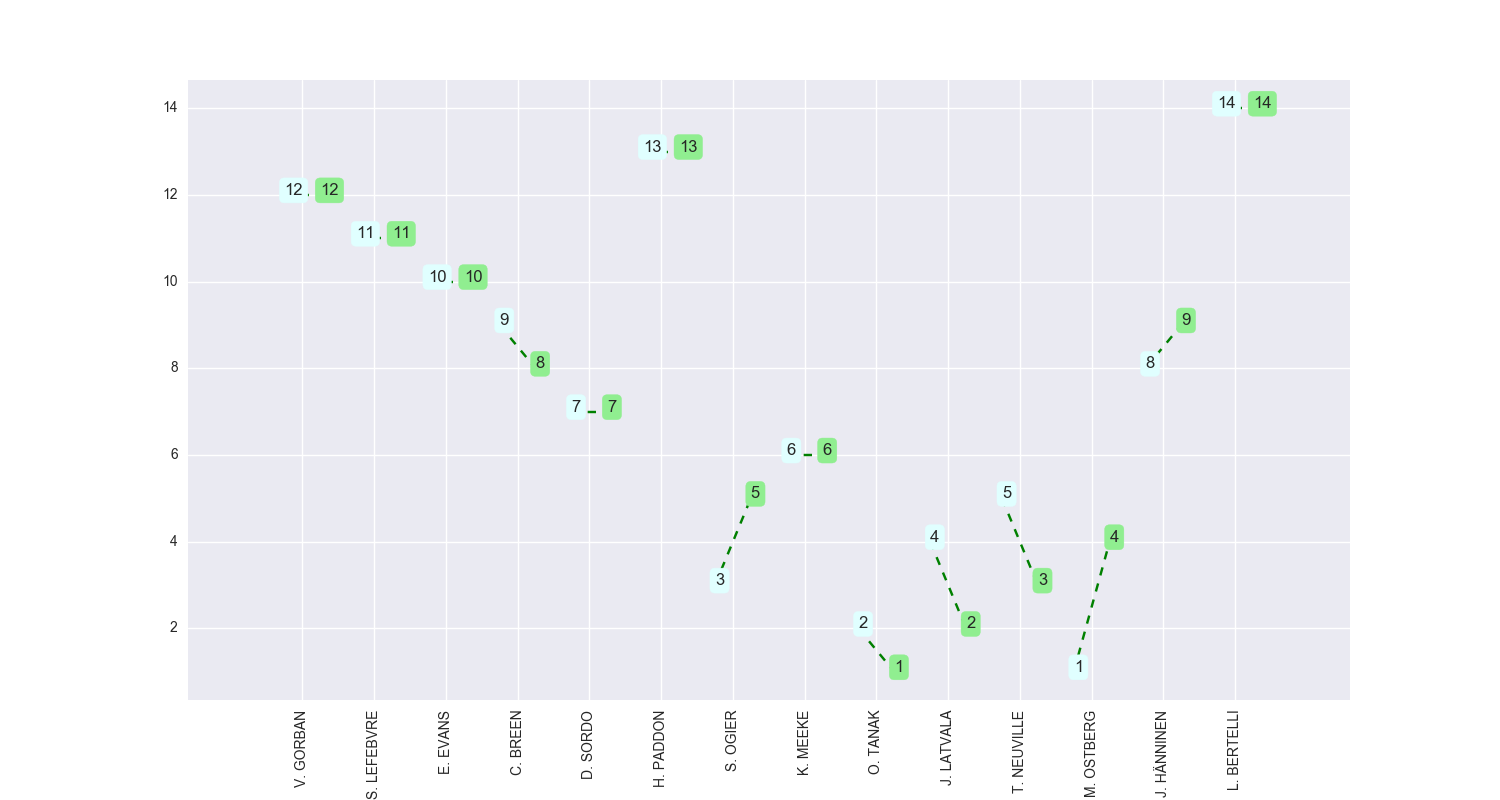 14
12
10
8
6
4
2
12 12
11 11
10 10
9 8
7 7
13 13
3 5
6 6
2 1
4 2
5 3
1 4
8 9
14 14
V. GORBAN
S. LEFEBVRE
E. EVANS
C. BREEN
D. SORDO
H. PADDON
S. OGIER
K. MEEKE
O. TANAK
J. LATVALA
T. NEUVILLE
M. OSTBERG
J. HÄNNINEN
L. BERTELLI